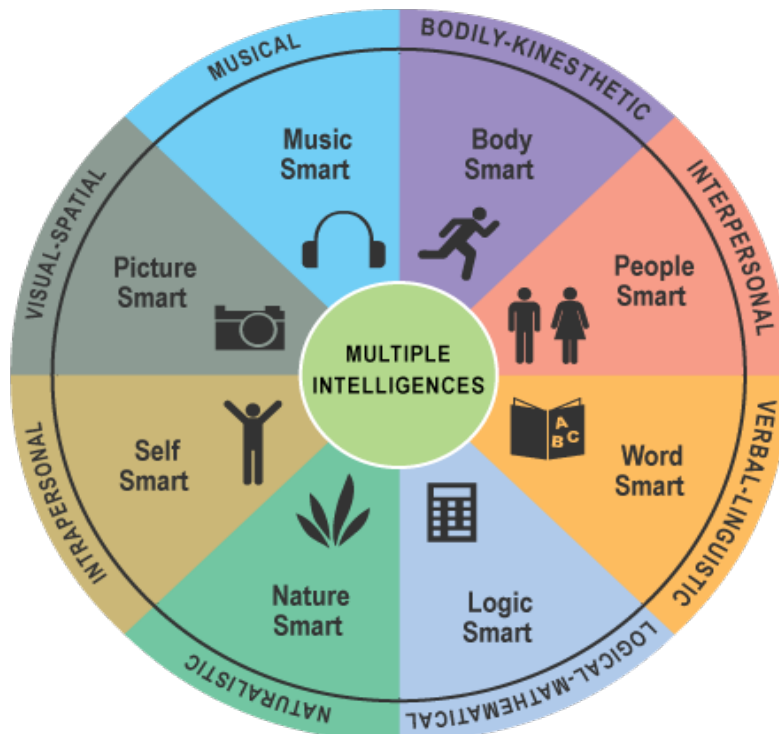 MUSICAL
BODILY-KINESTHETIC
INTERPERSONAL
VERBAL-LINGUISTIC
LOGICAL-MATHEMATICAL
NATURALISTIC
INTRAPERSONAL
VISUAL-SPATIAL
Music
Smart
Body
Smart
People
Smart
A
B C
Word
Smart
Logic
Smart
Nature
Smart
Self
Smart
Picture
Smart
MULTIPLE
INTELLIGENCES